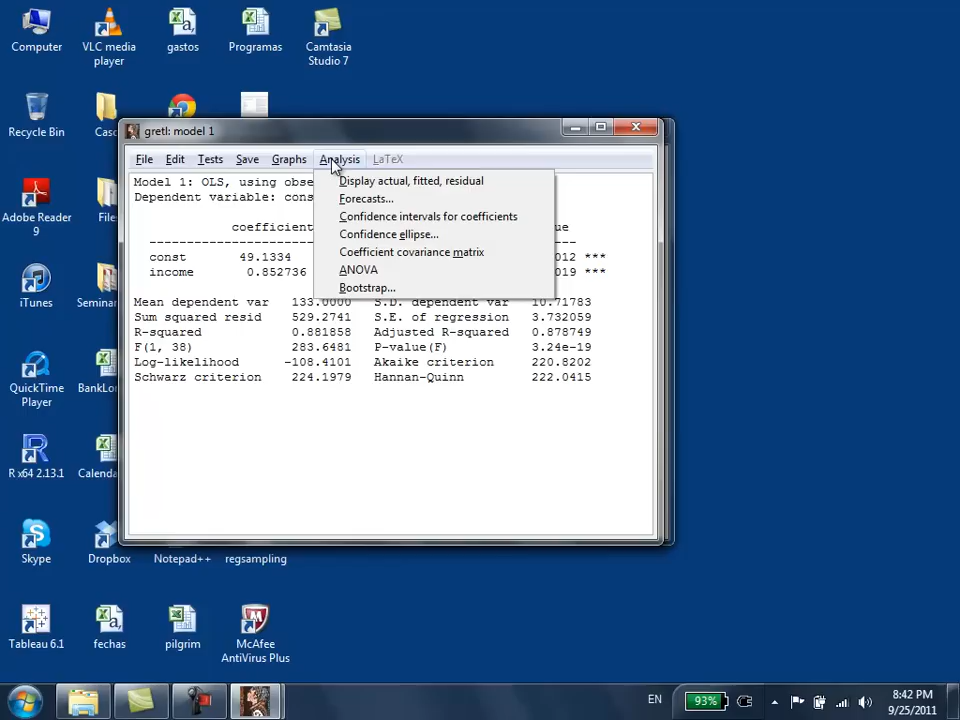 Computer
VLC media player
gastos
Programas
Camtasia Studio 7
Recycle Bin
Adobe Reader 9
iTunes
Seminar
QuickTime Player
BankLo
R x64 2.13.1
Calenda
Skype
Dropbox
Notepad++
regsampling
Tableau 6.1
fechas
pilgrim
McAfee AntiVirus Plus
gretl: model 1
File Edit Tests Save Graphs Analysis LaTeX
Display actual, fitted, residual
Forecasts...
Confidence intervals for coefficients
Confidence ellipse...
Coefficient covariance matrix
ANOVA
Bootstrap...
Model 1: OLS, using obse
Dependent variable: cons
coefficient ue
const 49.1334 012 ***
income 0.852736 019 ***
Mean dependent var 133.0000 S.D. dependent var 10.71783
Sum squared resid 529.2741 S.E. of regression 3.732059
R-squared 0.881858 Adjusted R-squared 0.878749
F(1, 38) 283.6481 P-value(F) 3.24e-19
Log-likelihood -108.4101 Akaike criterion 220.8202
Schwarz criterion 224.1979 Hannan-Quinn 222.0415
EN
93%
8:42 PM
9/25/2011